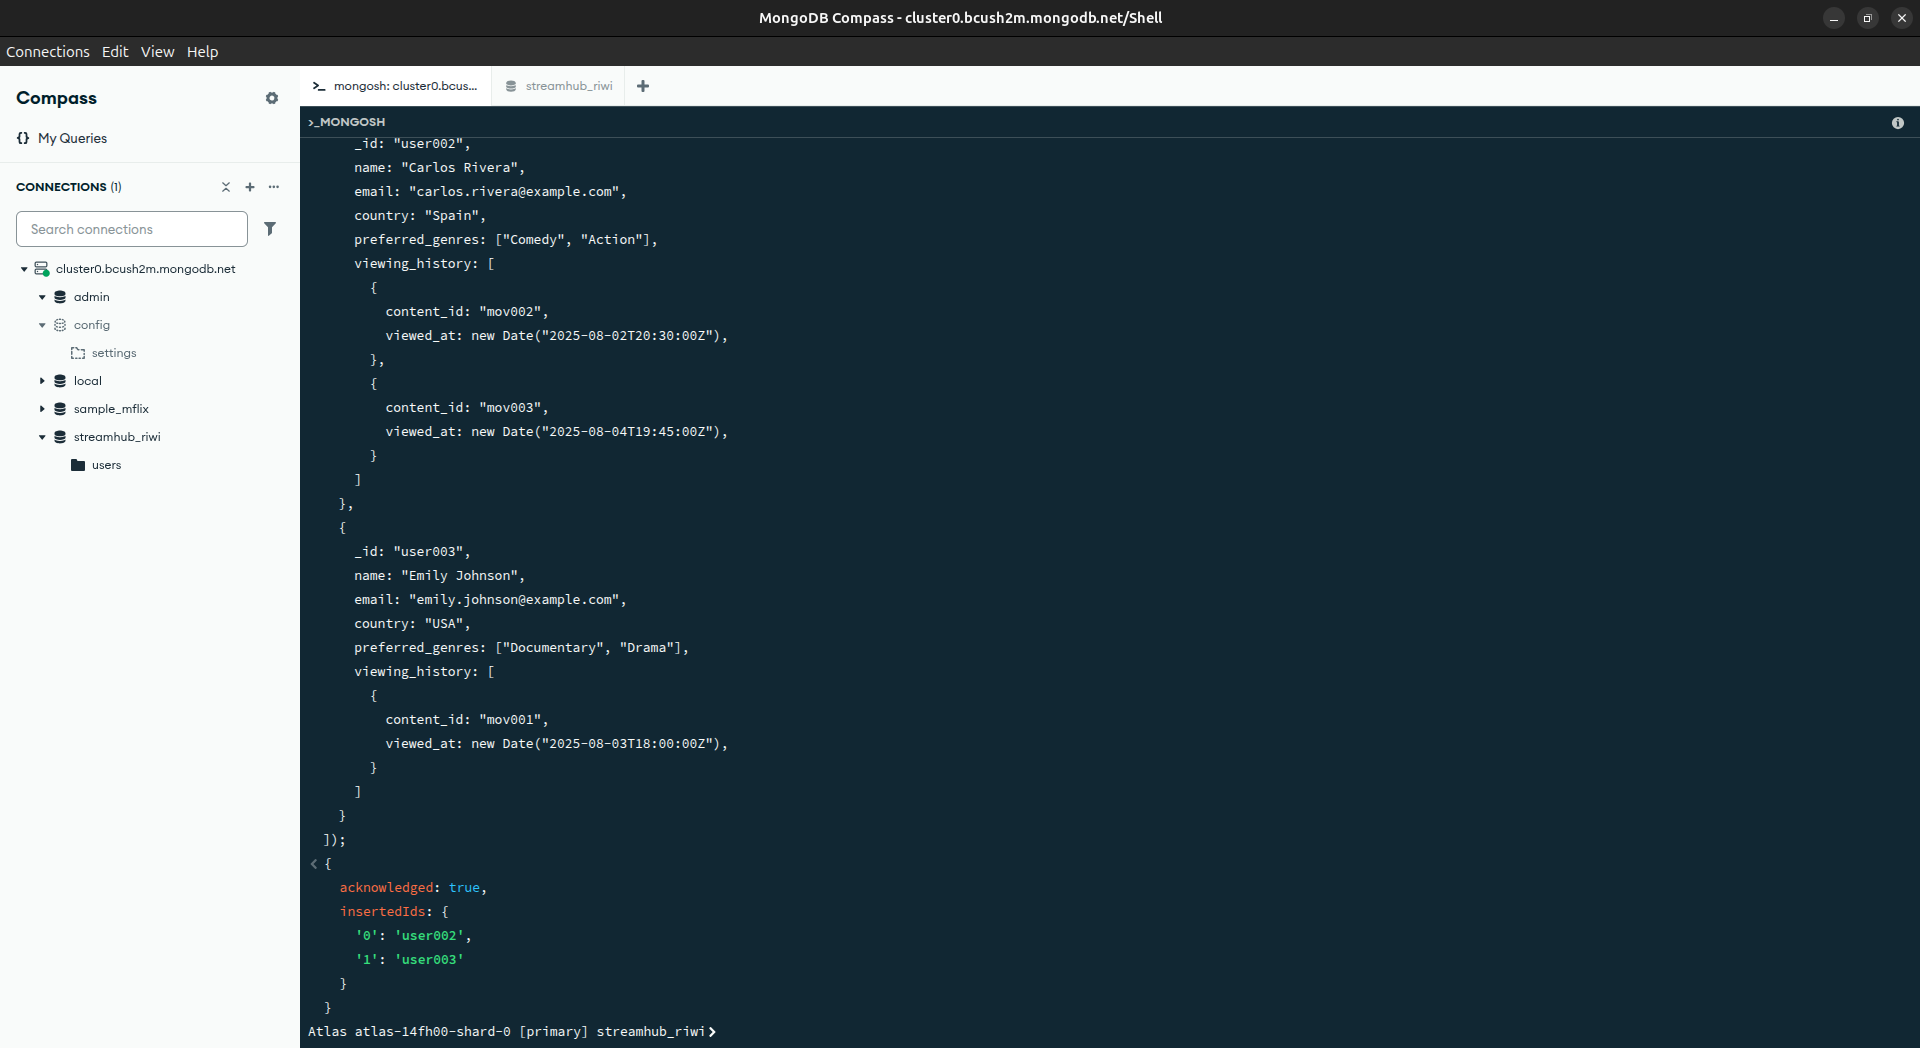 MongoDB Compass - cluster0.bcush2m.mongodb.net/Shell
Connections Edit View Help
Compass
My Queries
CONNECTIONS (1)
Search connections
cluster0.bcush2m.mongodb.net
admin
config
settings
local
sample_mflix
streamhub_riwi
users
mongosh: cluster0.bcus...
streamhub_riwi
>_MONGOSH
_id: "user002",
name: "Carlos Rivera",
email: "carlos.rivera@example.com",
country: "Spain",
preferred_genres: ["Comedy", "Action"],
viewing_history: [
{
content_id: "mov002",
viewed_at: new Date("2025-08-02T20:30:00Z"),
},
{
content_id: "mov003",
viewed_at: new Date("2025-08-04T19:45:00Z"),
}
]
},
{
_id: "user003",
name: "Emily Johnson",
email: "emily.johnson@example.com",
country: "USA",
preferred_genres: ["Documentary", "Drama"],
viewing_history: [
{
content_id: "mov001",
viewed_at: new Date("2025-08-03T18:00:00Z"),
}
]
}
]);
< {
acknowledged: true,
insertedIds: {
'0': 'user002',
'1': 'user003'
}
}
Atlas atlas-14fh00-shard-0 [primary] streamhub_riwi>